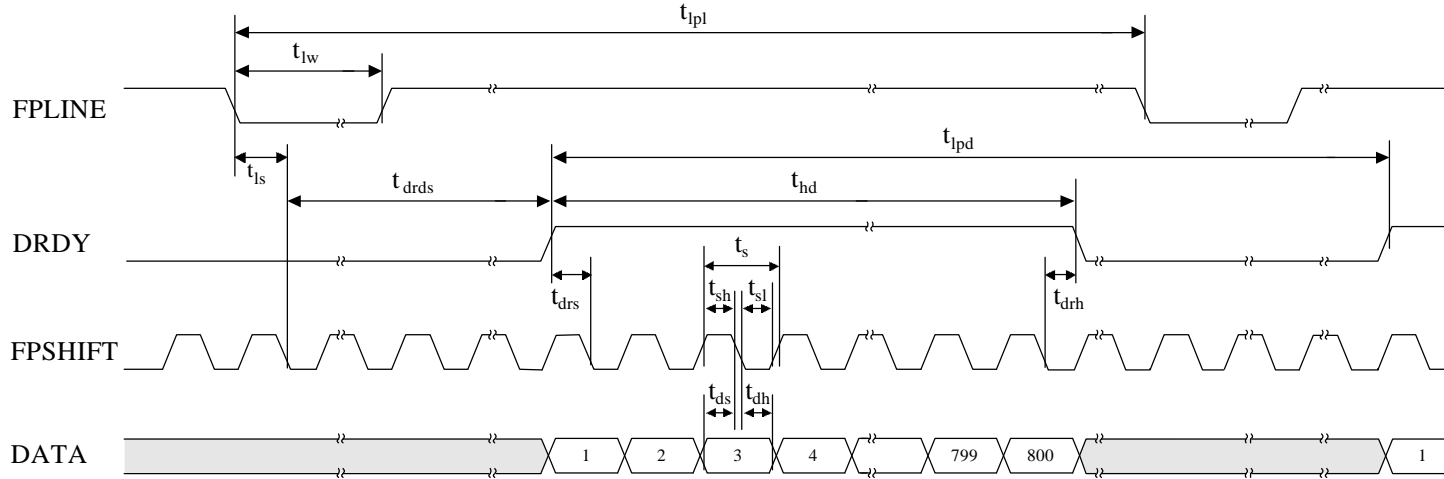 t_lpl
t_lw
FPLINE
t_lpd
t_ls
t_drds
t_hd
DRDY
t_s
t_drs
t_sh
t_sl
t_drh
FPSHIFT
t_ds
t_dh
DATA
1
2
3
4
799
800
1